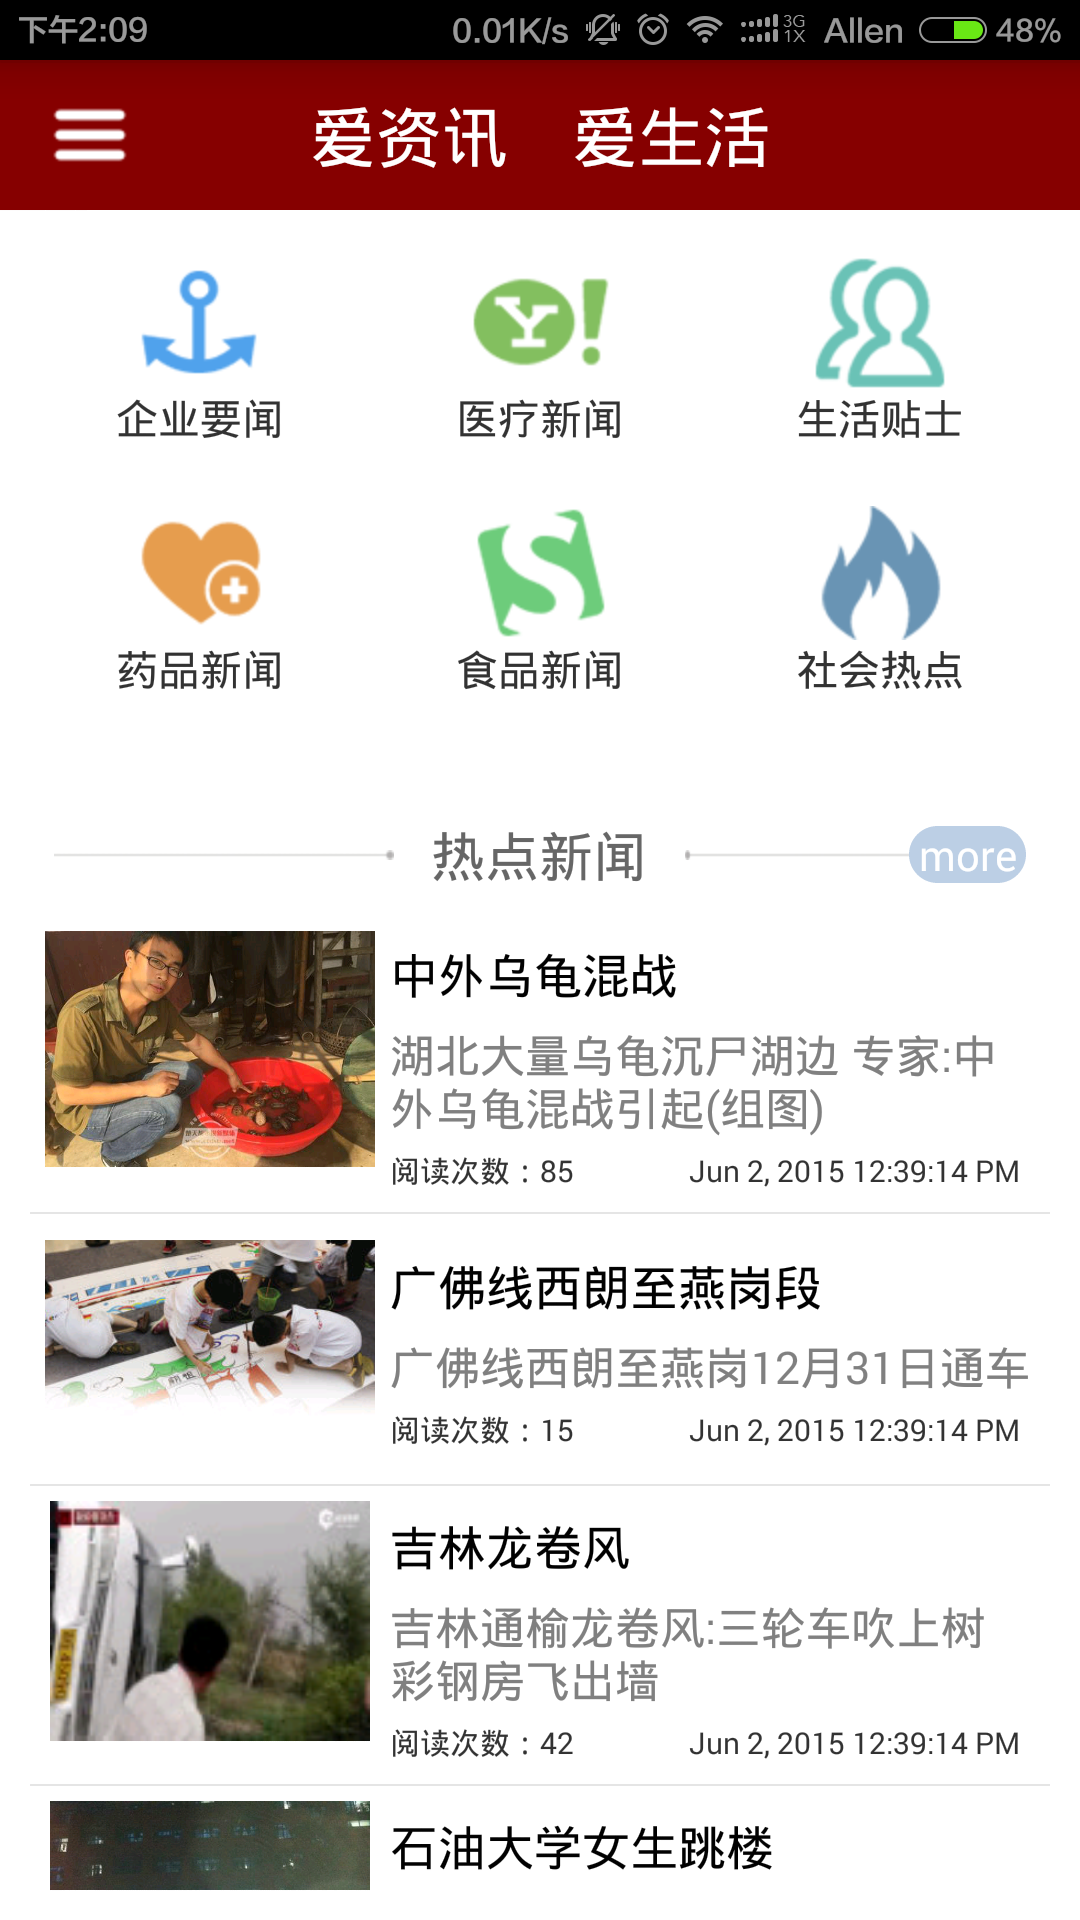 下午2:09 0.01K/s 3G 1X Allen 48%
爱资讯 爱生活
企业要闻 医疗新闻 生活贴士
药品新闻 食品新闻 社会热点
热点新闻 more
中外乌龟混战
湖北大量乌龟沉尸湖边 专家:中
外乌龟混战引起(组图)
阅读次数：85 Jun 2, 2015 12:39:14 PM
广佛线西朗至燕岗段
广佛线西朗至燕岗12月31日通车
阅读次数：15 Jun 2, 2015 12:39:14 PM
吉林龙卷风
吉林通榆龙卷风:三轮车吹上树
彩钢房飞出墙
阅读次数：42 Jun 2, 2015 12:39:14 PM
石油大学女生跳楼